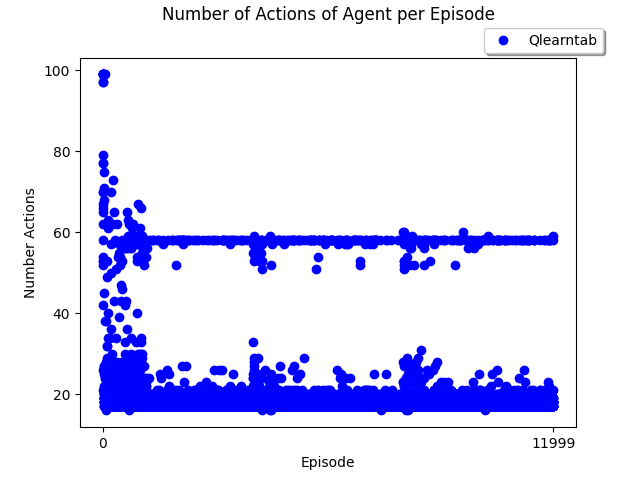 Number of Actions of Agent per Episode
Qlearntab
100
80
60
40
20
Number Actions
0
11999
Episode